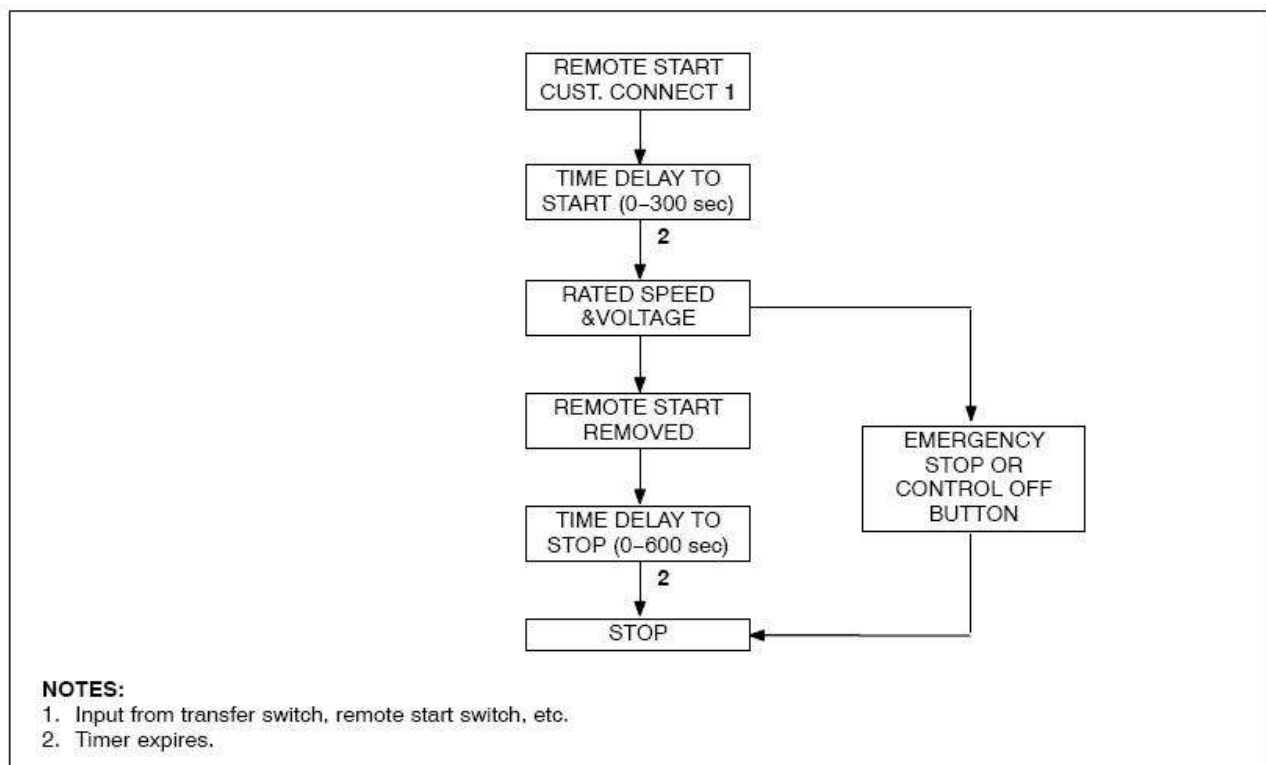 REMOTE START
CUST. CONNECT 1
TIME DELAY TO
START (0–300 sec)
2
RATED SPEED
&VOLTAGE
REMOTE START
REMOVED
EMERGENCY
STOP OR
CONTROL OFF
BUTTON
TIME DELAY TO
STOP (0–600 sec)
2
STOP
NOTES:
1. Input from transfer switch, remote start switch, etc.
2. Timer expires.